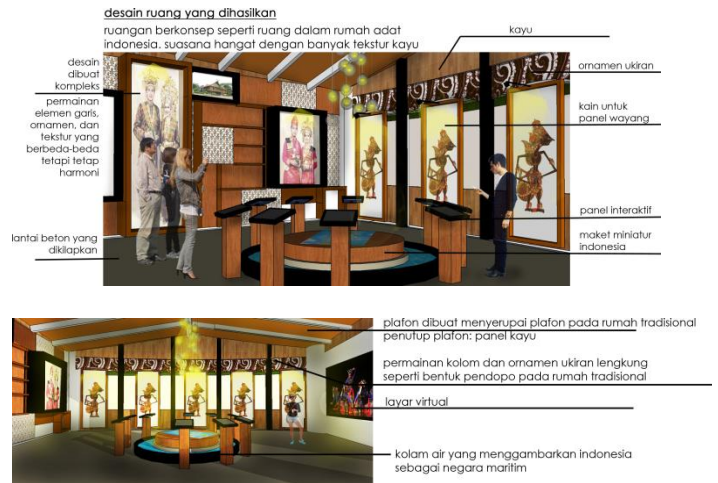 desain ruang yang dihasilkan
ruangan berkonsep seperti ruang dalam rumah adat
indonesia. suasana hangat dengan banyak tekstur kayu
kayu
desain
dibuat
kompleks
permainan
elemen garis,
ornamen, dan
tekstur yang
berbeda-beda
tetapi tetap
harmoni
ornamen ukiran
kain untuk
panel wayang
panel interaktif
maket miniatur
indonesia
lantai beton yang
dikilapkan
plafon dibuat menyerupai plafon pada rumah tradisional
penutup plafon: panel kayu
permainan kolom dan ornamen ukiran lengkung
seperti bentuk pendopo pada rumah tradisional
layar virtual
kolam air yang menggambarkan indonesia
sebagai negara maritim